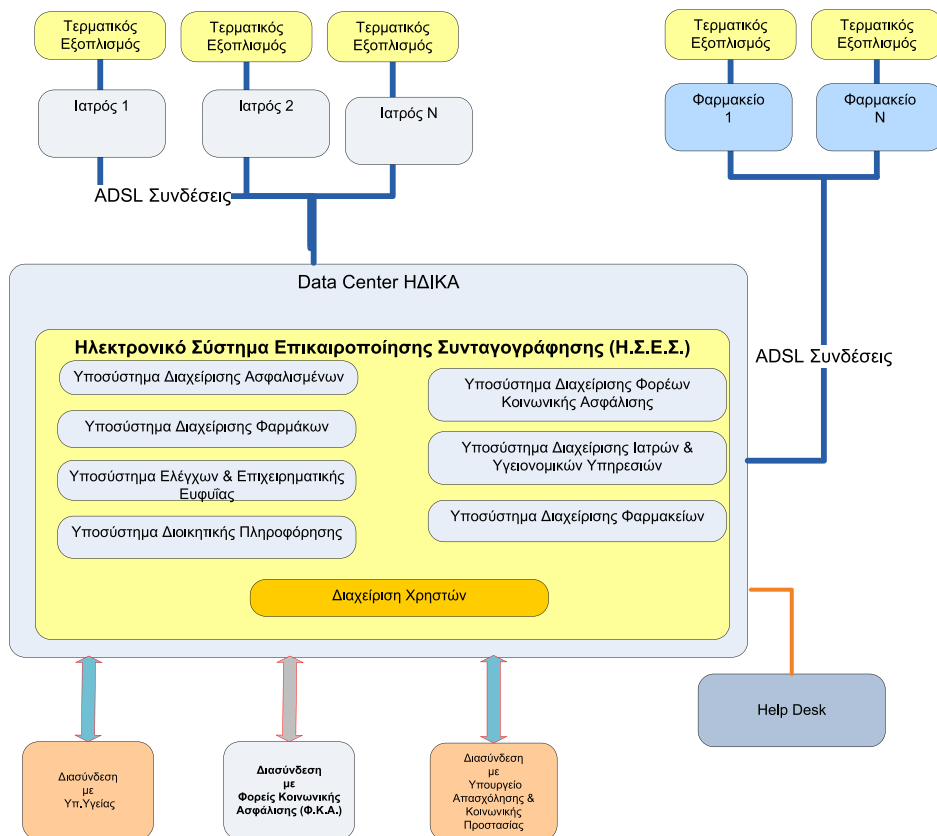 Τερματικός
Εξοπλισμός
Τερματικός
Εξοπλισμός
Τερματικός
Εξοπλισμός
Τερματικός
Εξοπλισμός
Τερματικός
Εξοπλισμός
Ιατρός 1
Ιατρός 2
Ιατρός Ν
Φαρμακείο
1
Φαρμακείο
Ν
ADSL Συνδέσεις
Data Center ΗΔΙΚΑ
Ηλεκτρονικό Σύστημα Επικαιροποίησης Συνταγογράφησης (Η.Σ.Ε.Σ.)
ADSL Συνδέσεις
Υποσύστημα Διαχείρισης Ασφαλισμένων
Υποσύστημα Διαχείρισης Φαρμάκων
Υποσύστημα Ελέγχων & Επιχειρηματικής
Ευφυΐας
Υποσύστημα Διοικητικής Πληροφόρησης
Υποσύστημα Διαχείρισης Φορέων
Κοινωνικής Ασφάλισης
Υποσύστημα Διαχείρισης Ιατρών &
Υγειονομικών Υπηρεσιών
Υποσύστημα Διαχείρισης Φαρμακείων
Διαχείριση Χρηστών
Help Desk
Διασύνδεση
με
Υπ.Υγείας
Διασύνδεση
με
Φορείς Κοινωνικής
Ασφάλισης (Φ.Κ.Α.)
Διασύνδεση
με
Υπουργείο
Απασχόλησης &
Κοινωνικής
Προστασίας